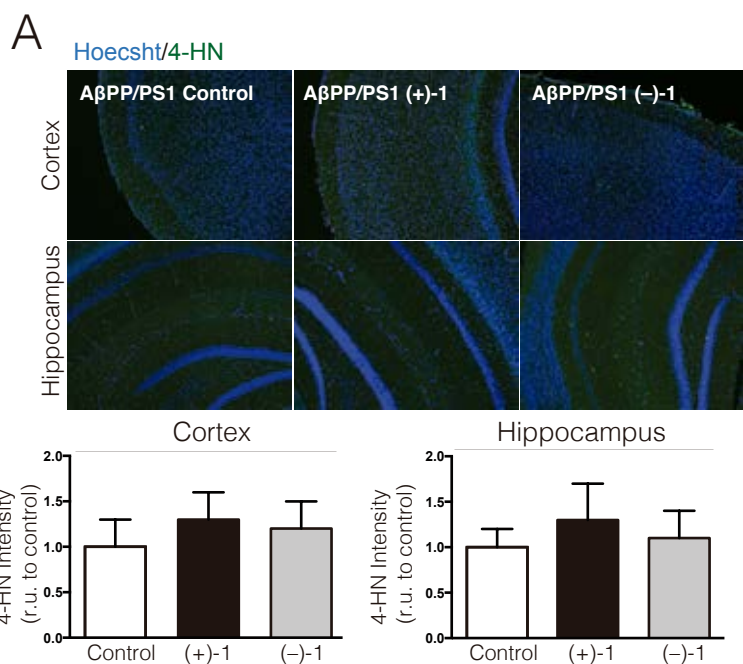 A
Hoecsht/4-HN
AβPP/PS1 Control
AβPP/PS1 (+)-1
AβPP/PS1 (–)-1
Cortex
Hippocampus
Cortex
4-HN Intensity
(r.u. to control)
2.0
1.5
1.0
0.5
0.0
Control
(+)-1
(–)-1
Hippocampus
4-HN Intensity
(r.u. to control)
2.0
1.5
1.0
0.5
0.0
Control
(+)-1
(–)-1